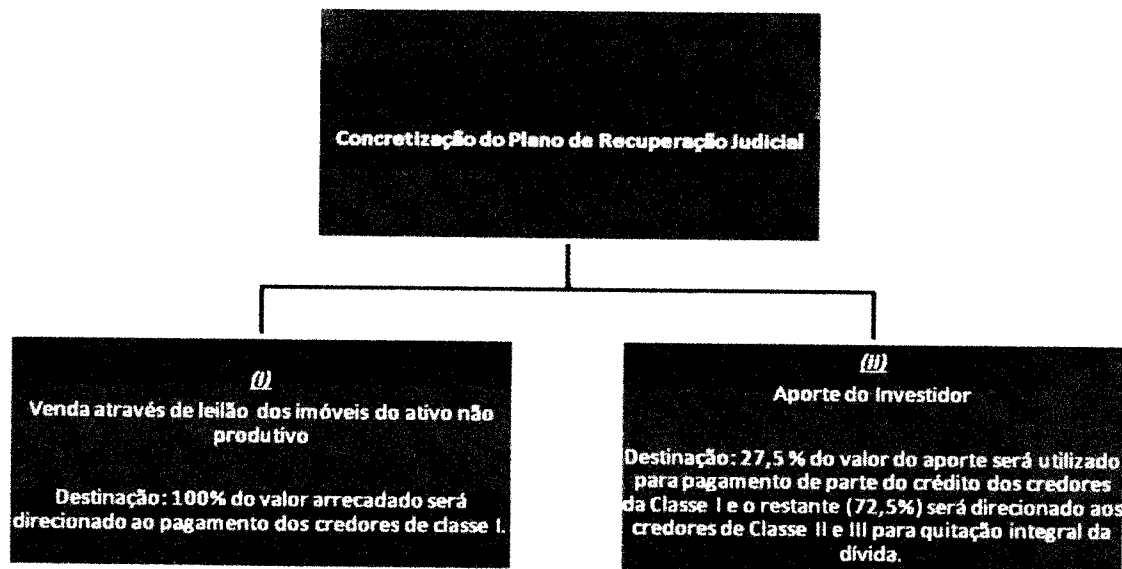 Concretização do Plano de Recuperação Judicial
(i)
Venda através de leilão dos imóveis do ativo não
produtivo
Destinação: 100% do valor arrecadado será
direcionado ao pagamento dos credores de classe I.
(ii)
Aporte do Investidor
Destinação: 27,5 % do valor do aporte será utilizado
para pagamento de parte do crédito dos credores
da Classe I e o restante (72,5%) será direcionado aos
credores de Classe II e III para quitação integral da
dívida.